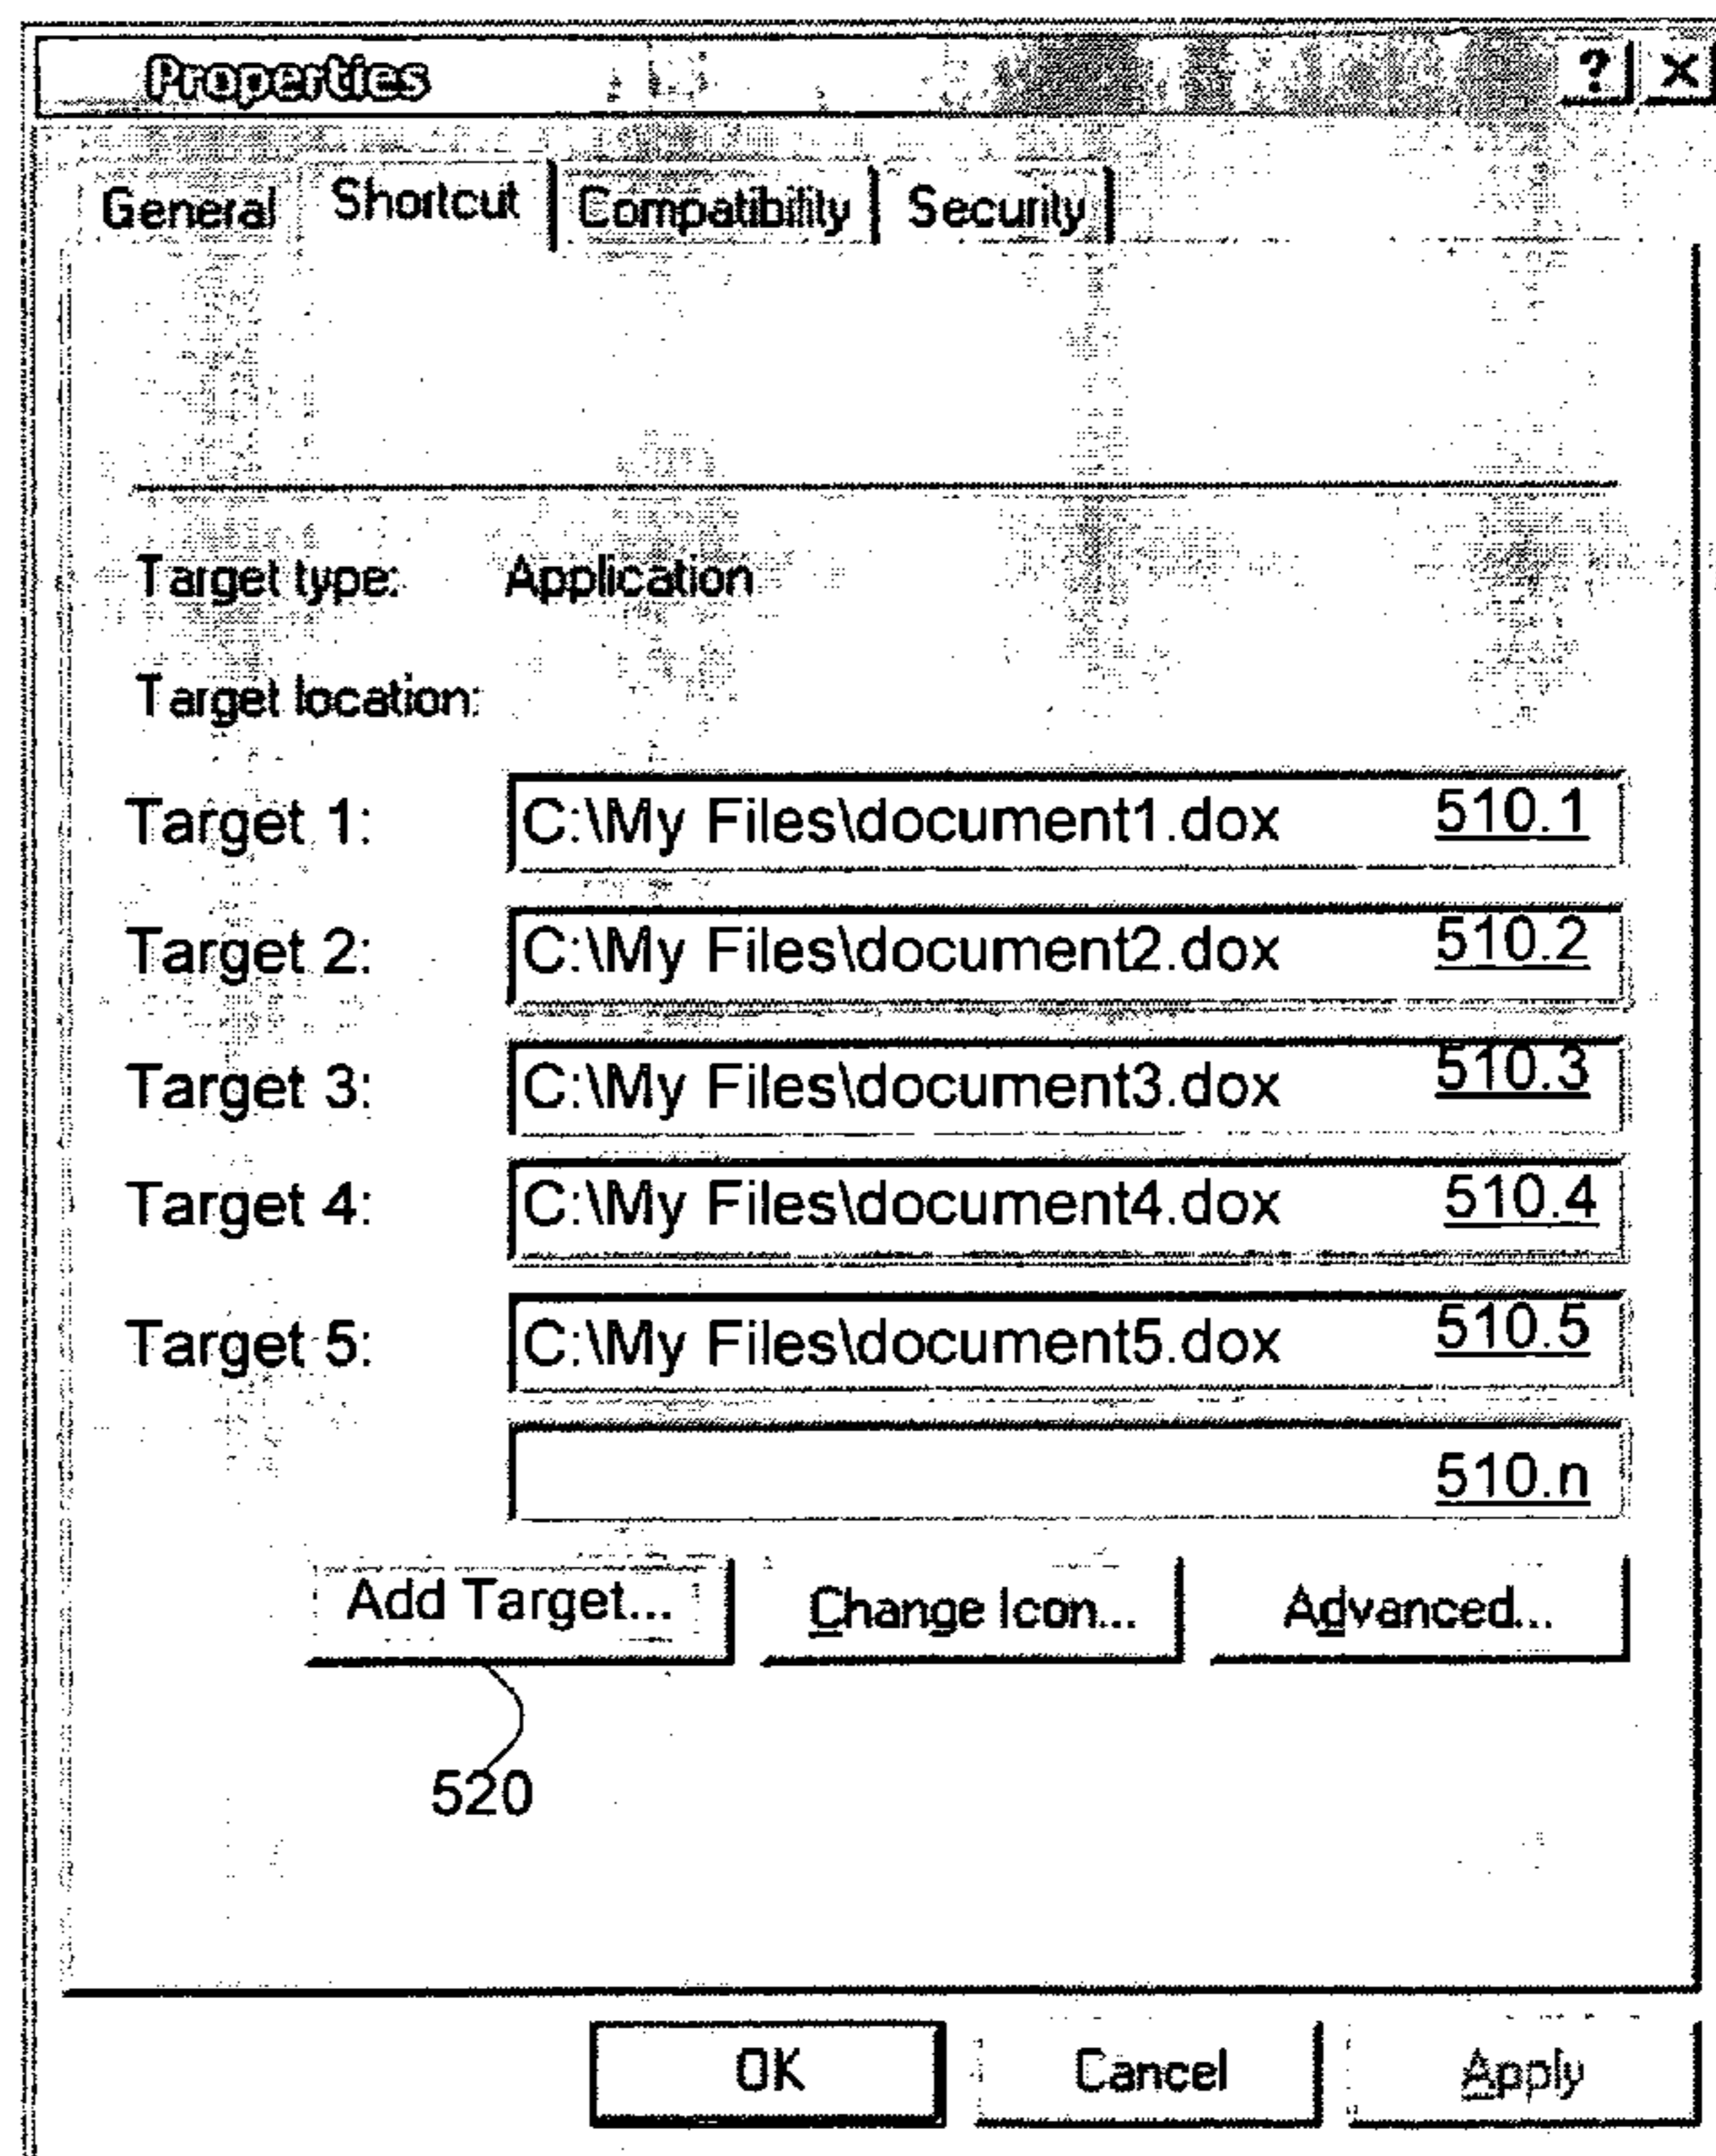 Properties ? X
General Shortcut Compatibility Security
Target type: Application
Target location:
Target 1: C:\My Files\document1.dox 510.1
Target 2: C:\My Files\document2.dox 510.2
Target 3: C:\My Files\document3.dox 510.3
Target 4: C:\My Files\document4.dox 510.4
Target 5: C:\My Files\document5.dox 510.5
510.n
Add Target... Change Icon... Advanced...
520
OK Cancel Apply